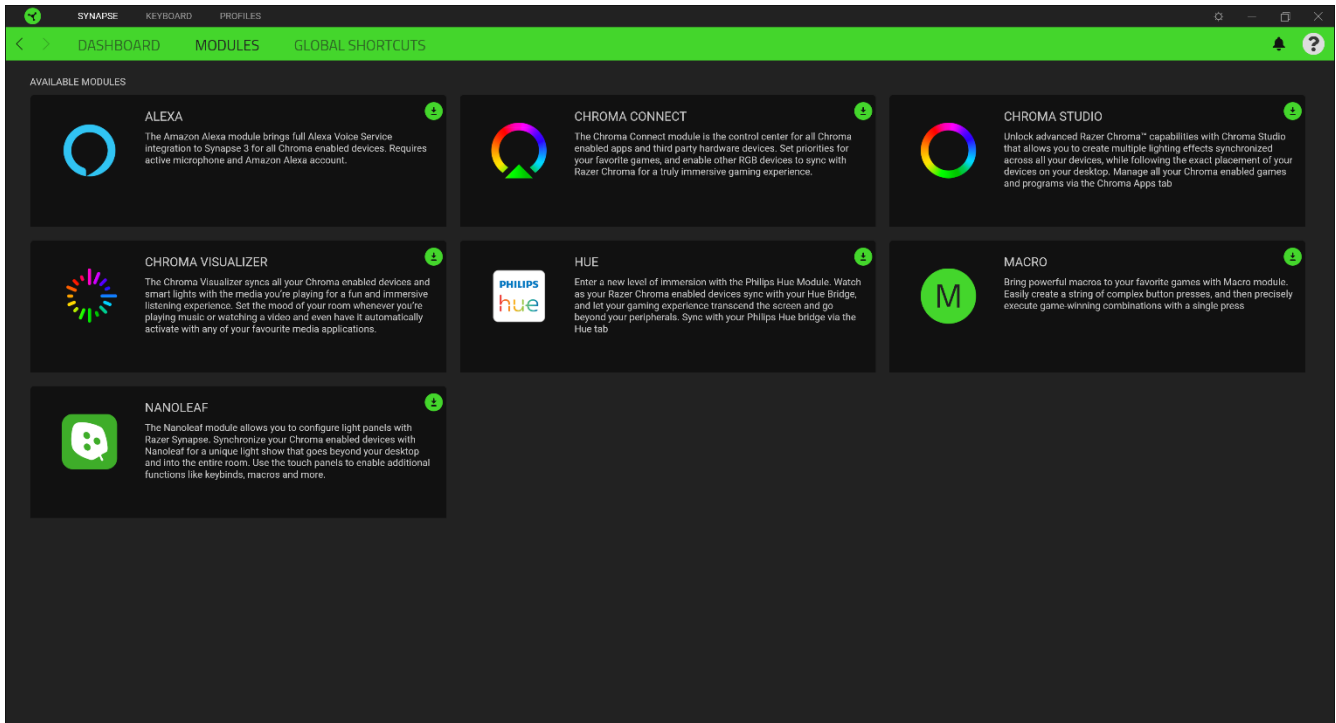 SYNAPSE KEYBOARD PROFILES
DASHBOARD MODULES GLOBAL SHORTCUTS
?
AVAILABLE MODULES
ALEXA
The Amazon Alexa module brings full Alexa Voice Service
integration to Synapse 3 for all Chroma enabled devices. Requires
active microphone and Amazon Alexa account.
CHROMA CONNECT
The Chroma Connect module is the control center for all Chroma
enabled apps and third party hardware devices. Set priorities for
your favorite games, and enable other RGB devices to sync with
Razer Chroma for a truly immersive gaming experience.
CHROMA STUDIO
Unlock advanced Razer Chroma™ capabilities with Chroma Studio
that allows you to create multiple lighting effects synchronized
across all your devices, while following the exact placement of your
devices on your desktop. Manage all your Chroma enabled games
and programs via the Chroma Apps tab
CHROMA VISUALIZER
The Chroma Visualizer syncs all your Chroma enabled devices and
smart lights with the media you're playing for a fun and immersive
listening experience. Set the mood of your room whenever you're
playing music or watching a video and even have it automatically
activate with any of your favourite media applications.
PHILIPS
hue
HUE
Enter a new level of immersion with the Philips Hue Module. Watch
as your Razer Chroma enabled devices sync with your Hue Bridge,
and let your gaming experience transcend the screen and go
beyond your peripherals. Sync with your Philips Hue bridge via the
Hue tab
M
MACRO
Bring powerful macros to your favorite games with Macro module.
Easily create a string of complex button presses, and then precisely
execute game-winning combinations with a single press
NANOLEAF
The Nanoleaf module allows you to configure light panels with
Razer Synapse. Synchronize your Chroma enabled devices with
Nanoleaf for a unique light show that goes beyond your desktop
and into the entire room. Use the touch panels to enable additional
functions like keybinds, macros and more.